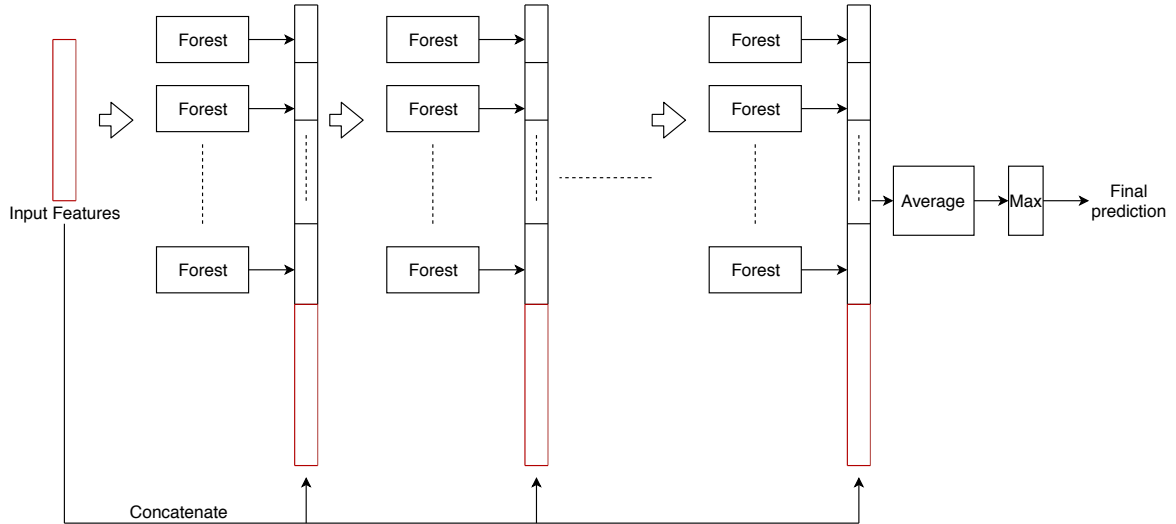 Forest
Forest
Forest
Forest
Forest
Forest
Forest
Forest
Forest
Input Features
Average
Max
Final
prediction
Concatenate